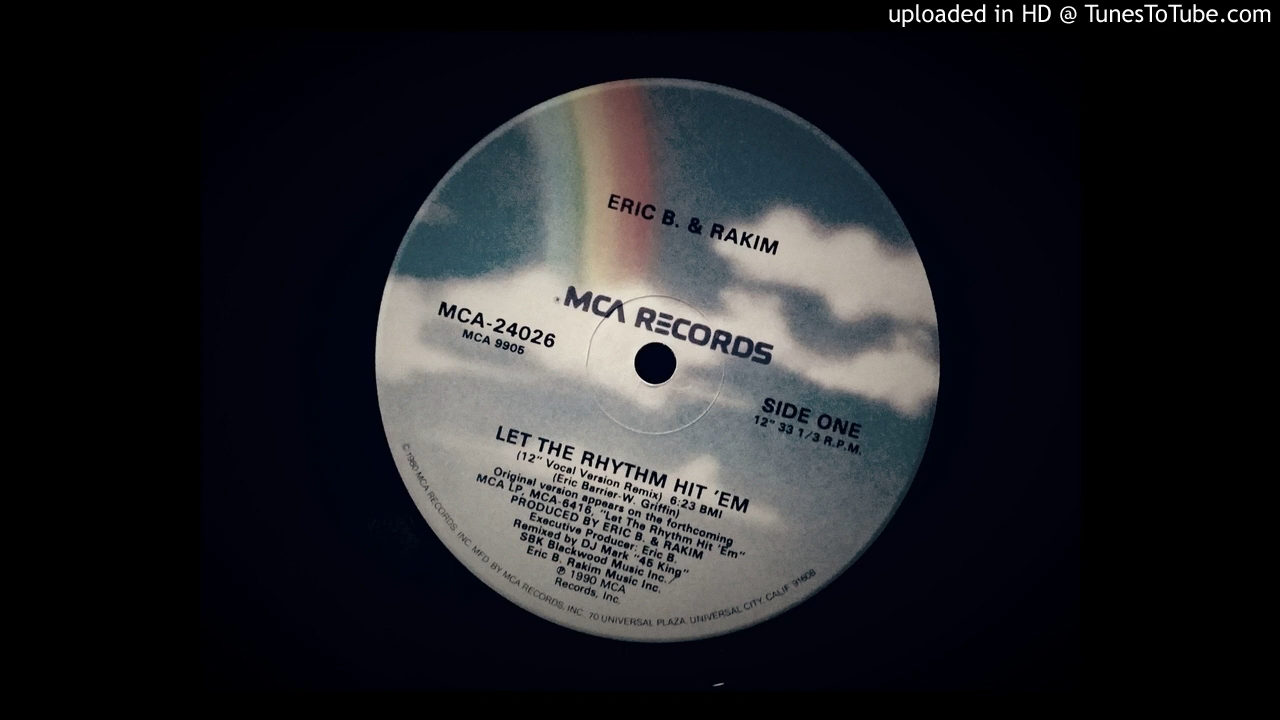 uploaded in HD @ TunesToTube.com
ERIC B. & RAKIM
MCA RECORDS
MCA-24026
MCA 9905
SIDE ONE
12" 33 1/3 R.P.M.
LET THE RHYTHM HIT 'EM
(12" Vocal Version Remix) 6:23 BMI
(Eric Barrier-W. Griffin)
Original version appears on the forthcoming
MCA LP, MCA-6416, "Let The Rhythm Hit 'Em"
PRODUCED BY ERIC B. & RAKIM
Executive Producer: Eric B.
Remixed by DJ Mark "45 King"
SBK Blackwood Music Inc./
Eric B. Rakim Music Inc.
℗ 1990 MCA
Records, Inc.
© 1980 MCA RECORDS, INC. MFD. BY MCA RECORDS, INC. 70 UNIVERSAL PLAZA, UNIVERSAL CITY, CALIF. 91608